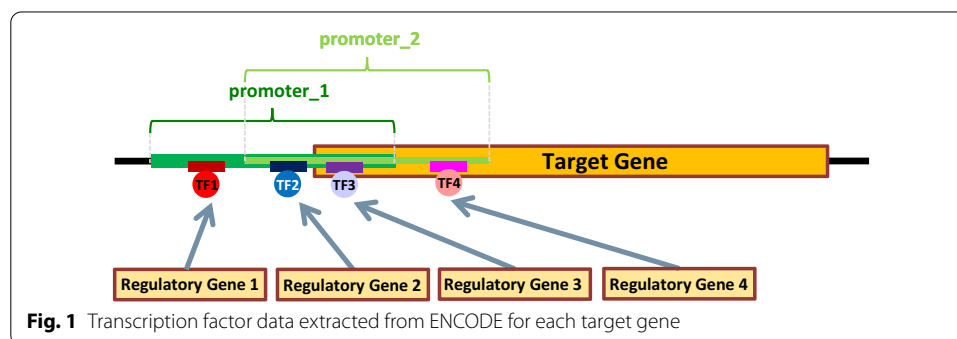 promoter_2
promoter_1
Target Gene
TF1 TF2 TF3 TF4
Regulatory Gene 1 Regulatory Gene 2 Regulatory Gene 3 Regulatory Gene 4
Fig. 1 Transcription factor data extracted from ENCODE for each target gene